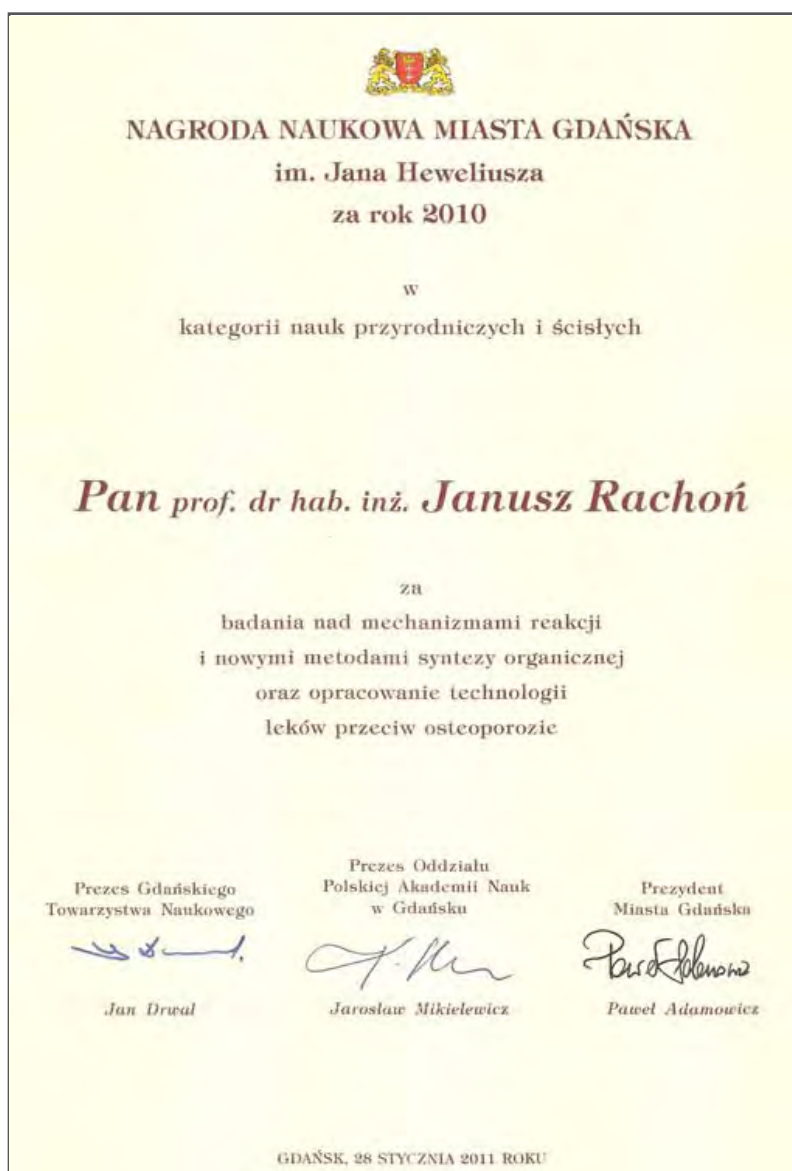 NAGRODA NAUKOWA MIASTA GDAŃSKA
im. Jana Heweliusza
za rok 2010
w
kategorii nauk przyrodniczych i ścisłych
Pan prof. dr hab. inż. Janusz Rachoń
za
badania nad mechanizmami reakcji
i nowymi metodami syntezy organicznej
oraz opracowanie technologii
leków przeciw osteoporozie
Prezes Gdańskiego
Towarzystwa Naukowego
Jan Drwal
Prezes Oddziału
Polskiej Akademii Nauk
w Gdańsku
Jarosław Mikielewicz
Prezydent
Miasta Gdańska
Paweł Adamowicz
Paweł Adamowicz
GDAŃSK, 28 STYCZNIA 2011 ROKU